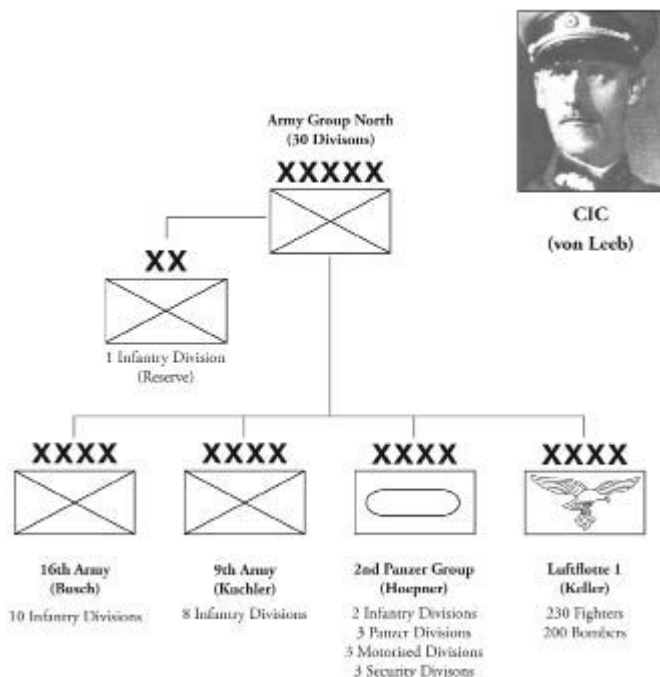 Army Group North
(30 Divisons)
XXXXX
CIC
(von Leeb)
XX
1 Infantry Division
(Reserve)
XXXX
XXXX
XXXX
XXXX
16th Army
(Busch)
10 Infantry Divisions
9th Army
(Kuchler)
8 Infantry Divisions
2nd Panzer Group
(Hoepner)
2 Infantry Divisions
3 Panzer Divisions
3 Motorised Divisions
3 Security Divisons
Luftflotte 1
(Keller)
230 Fighters
200 Bombers